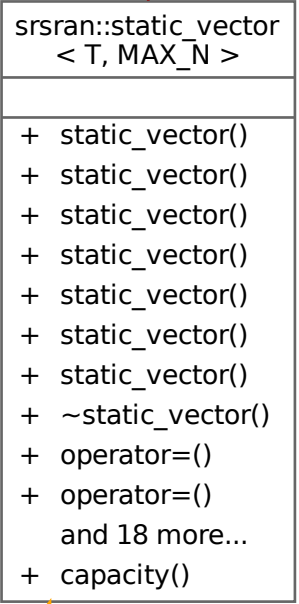 srsran::static_vector
< T, MAX_N >
+ static_vector()
+ static_vector()
+ static_vector()
+ static_vector()
+ static_vector()
+ static_vector()
+ static_vector()
+ ~static_vector()
+ operator=()
+ operator=()
and 18 more...
+ capacity()